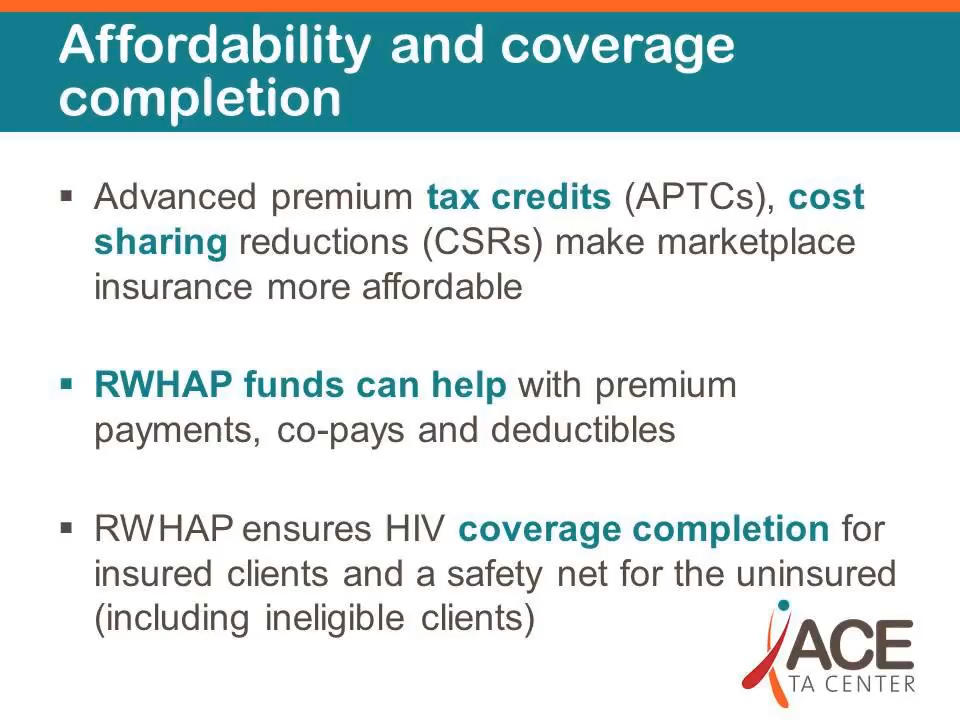 Affordability and coverage
completion
▪ Advanced premium tax credits (APTCs), cost
sharing reductions (CSRs) make marketplace
insurance more affordable
▪ RWHAP funds can help with premium
payments, co-pays and deductibles
▪ RWHAP ensures HIV coverage completion for
insured clients and a safety net for the uninsured
(including ineligible clients)
ACE
TA CENTER